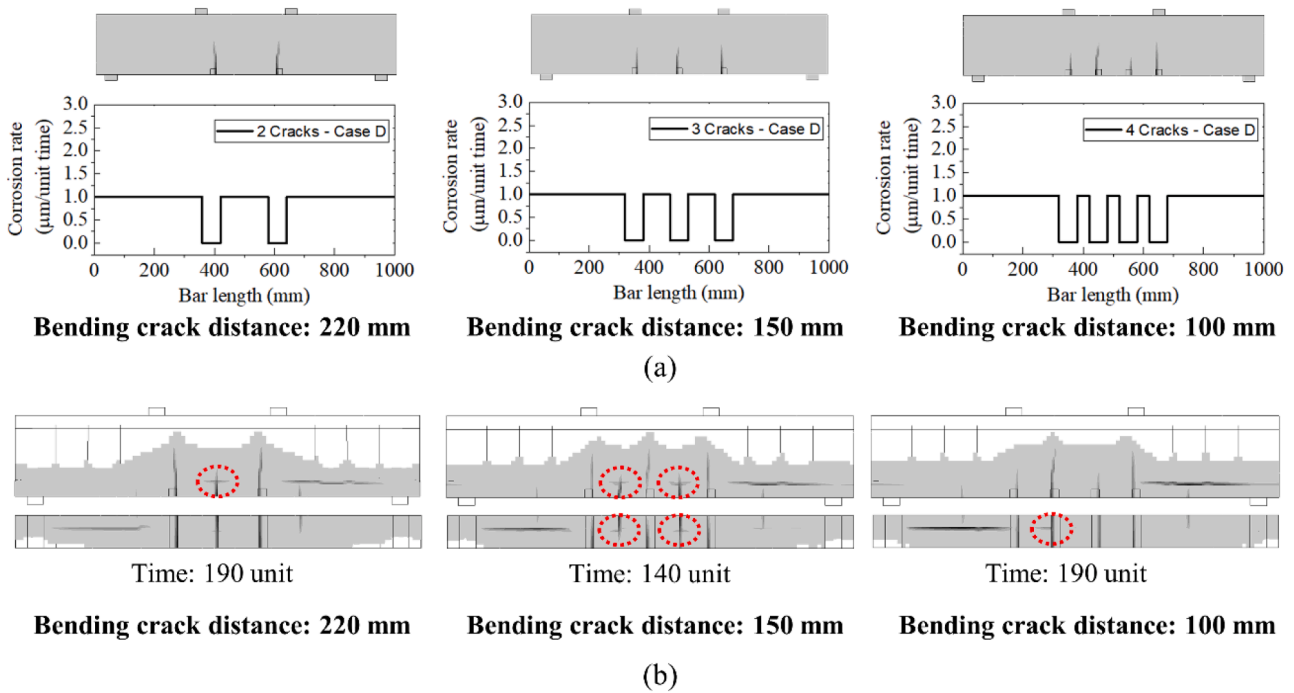 3.0
2.5
2.0
1.5
1.0
0.5
0.0
Corrosion rate
(μm/unit time)
2 Cracks - Case D
0 200 400 600 800 1000
Bar length (mm)
Bending crack distance: 220 mm
3.0
2.5
2.0
1.5
1.0
0.5
0.0
Corrosion rate
(μm/unit time)
3 Cracks - Case D
0 200 400 600 800 1000
Bar length (mm)
Bending crack distance: 150 mm
3.0
2.5
2.0
1.5
1.0
0.5
0.0
Corrosion rate
(μm/unit time)
4 Cracks - Case D
0 200 400 600 800 1000
Bar length (mm)
Bending crack distance: 100 mm
(a)
Time: 190 unit
Bending crack distance: 220 mm
Time: 140 unit
Bending crack distance: 150 mm
Time: 190 unit
Bending crack distance: 100 mm
(b)